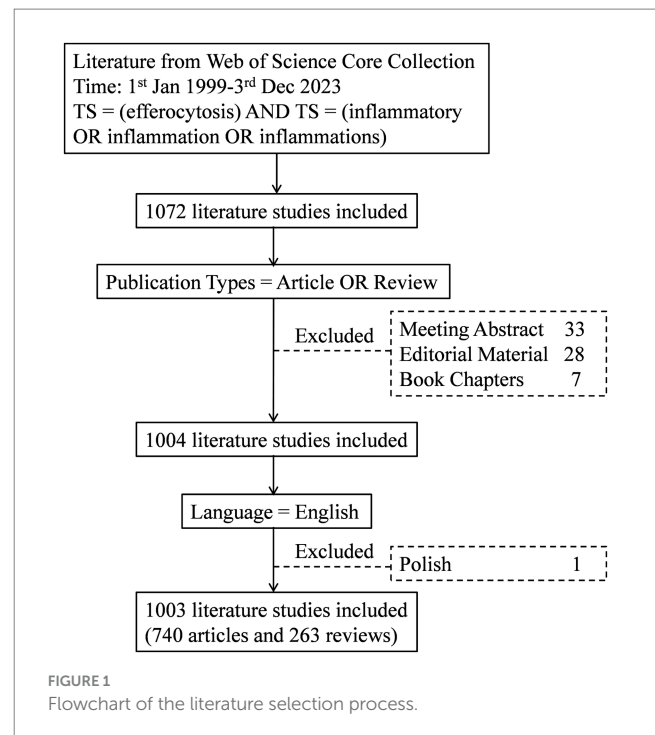 Literature from Web of Science Core Collection
Time: 1st Jan 1999-3rd Dec 2023
TS = (efferocytosis) AND TS = (inflammatory
OR inflammation OR inflammations)
1072 literature studies included
Publication Types = Article OR Review
Excluded
Meeting Abstract 33
Editorial Material 28
Book Chapters 7
1004 literature studies included
Language = English
Excluded
Polish 1
1003 literature studies included
(740 articles and 263 reviews)
FIGURE 1
Flowchart of the literature selection process.